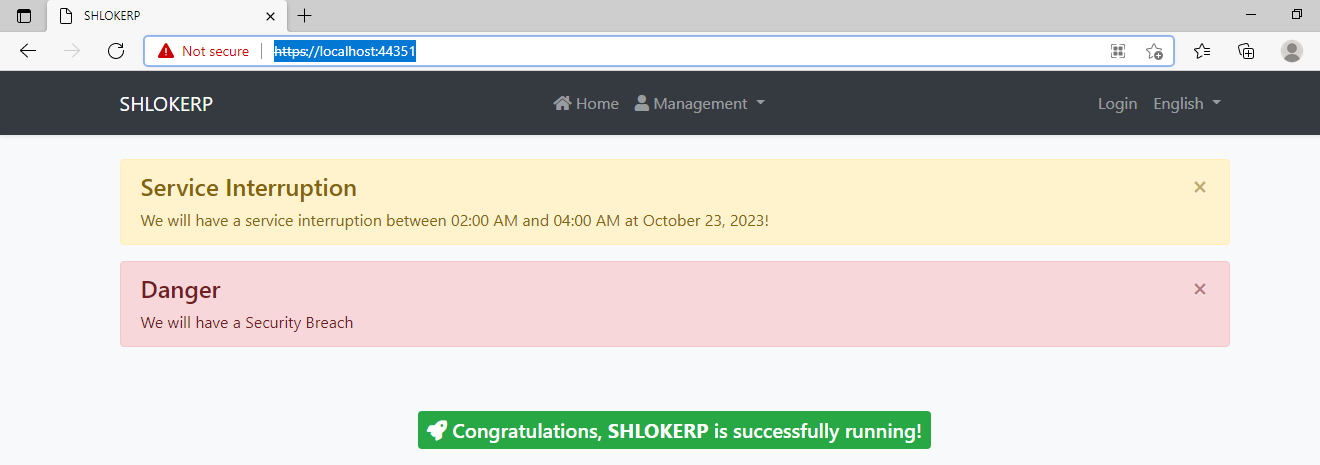 SHLOKERP
Not secure
https://localhost:44351
SHLOKERP
Home
Management
Login
English
Service Interruption
We will have a service interruption between 02:00 AM and 04:00 AM at October 23, 2023!
Danger
We will have a Security Breach
Congratulations, SHLOKERP is successfully running!